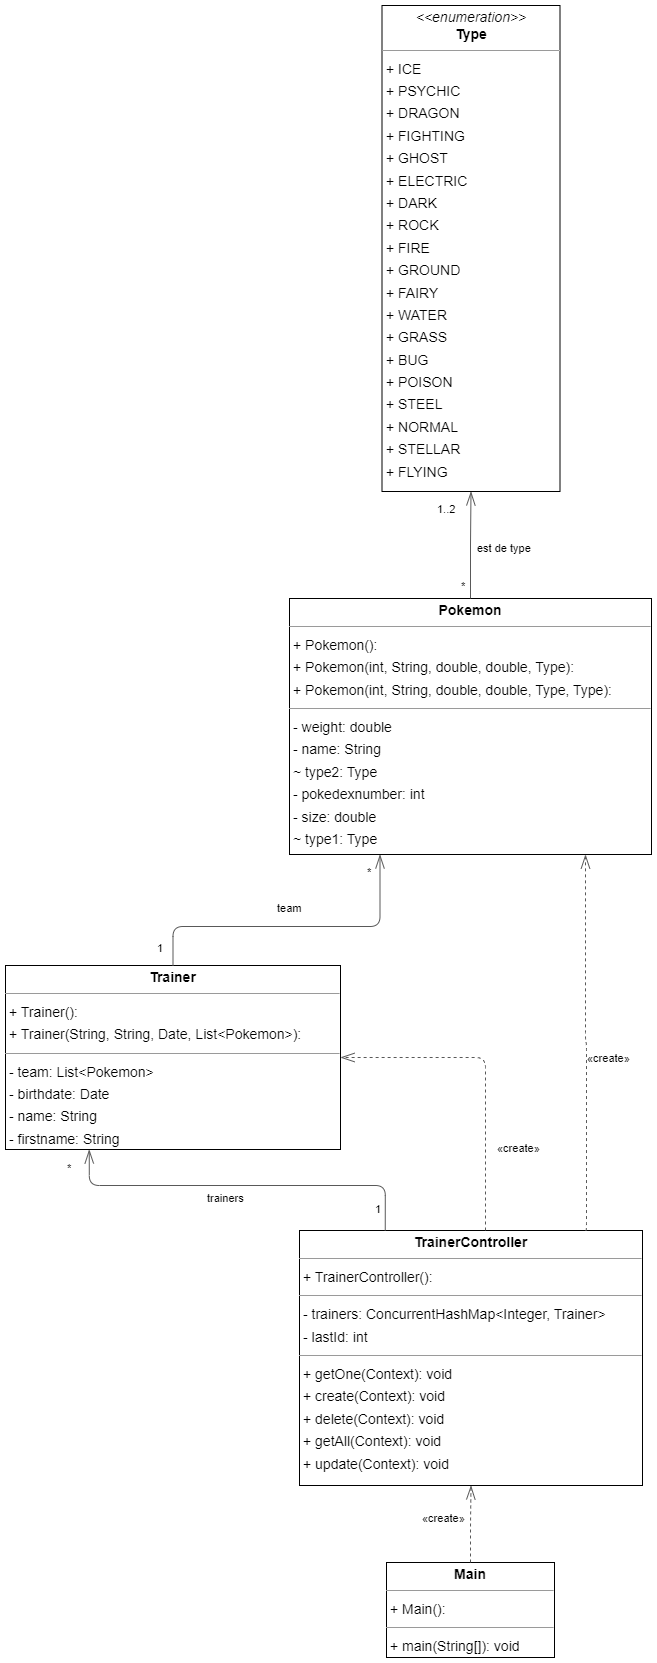 <<enumeration>>
Type
+ ICE
+ PSYCHIC
+ DRAGON
+ FIGHTING
+ GHOST
+ ELECTRIC
+ DARK
+ ROCK
+ FIRE
+ GROUND
+ FAIRY
+ WATER
+ GRASS
+ BUG
+ POISON
+ STEEL
+ NORMAL
+ STELLAR
+ FLYING
1..2
est de type
*
Pokemon
+ Pokemon():
+ Pokemon(int, String, double, double, Type):
+ Pokemon(int, String, double, double, Type, Type):
- weight: double
- name: String
~ type2: Type
- pokedexnumber: int
- size: double
~ type1: Type
*
team
1
Trainer
+ Trainer():
+ Trainer(String, String, Date, List<Pokemon>):
- team: List<Pokemon>
- birthdate: Date
- name: String
- firstname: String
«create»
«create»
*
trainers
1
TrainerController
+ TrainerController():
- trainers: ConcurrentHashMap<Integer, Trainer>
- lastId: int
+ getOne(Context): void
+ create(Context): void
+ delete(Context): void
+ getAll(Context): void
+ update(Context): void
«create»
Main
+ Main():
+ main(String[]): void